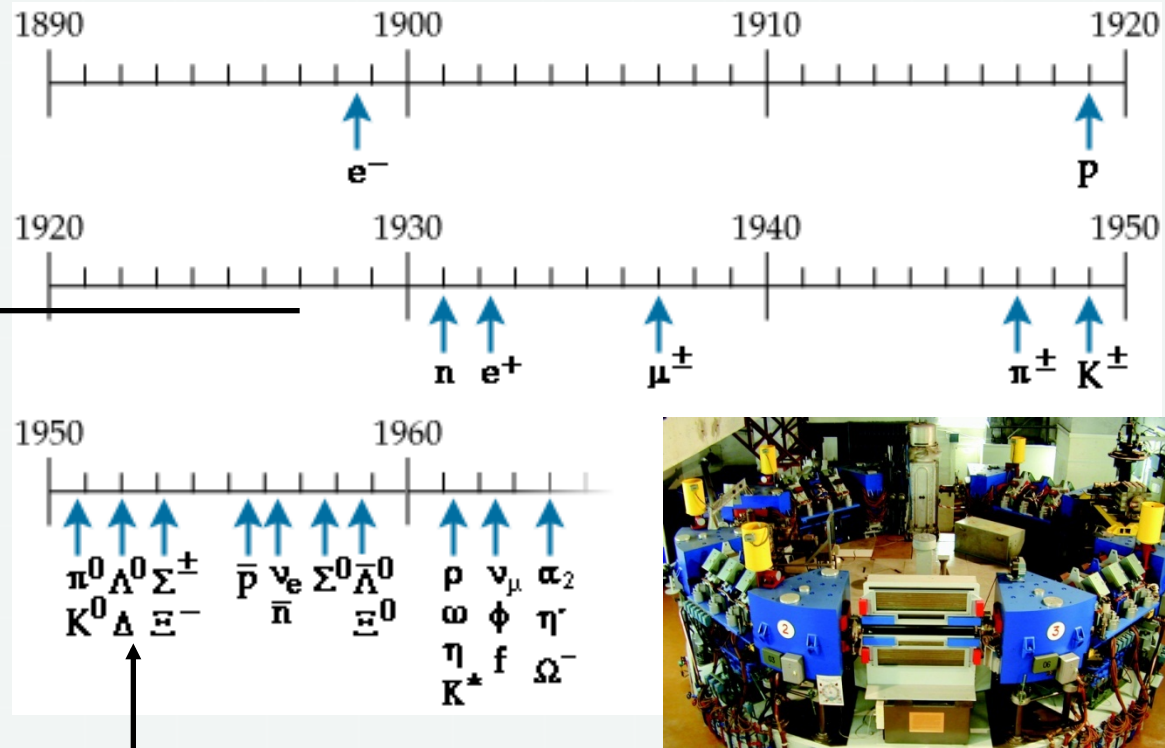 1890 1900 1910 1920
e⁻ p
1920 1930 1940 1950
n e⁺ μ± π± K±
1950 1960
π⁰ Λ⁰ Σ± p̅ νₑ Σ⁰ Λ̅⁰ ρ ν_μ α₂
K⁰ Δ Ξ⁻ n̅ Ξ⁰ ω ϕ η′
η f Ω⁻
K*
2 3